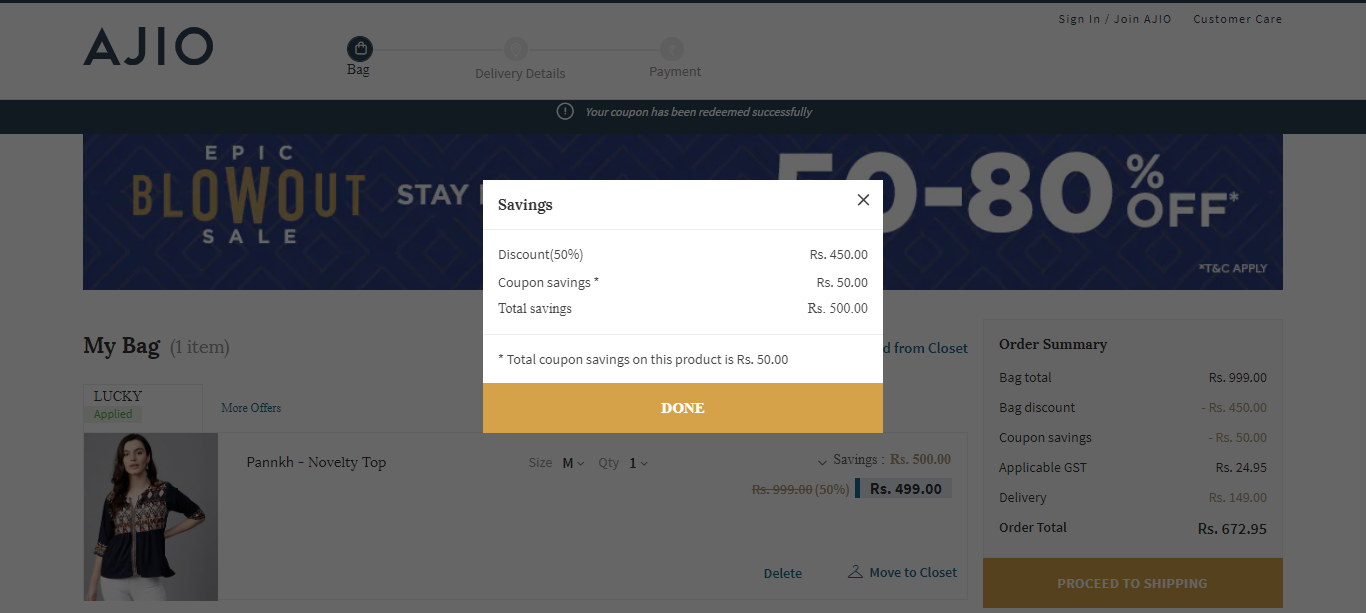 Sign In / Join AJIO Customer Care
AJIO
Bag
Delivery Details
Payment
Your coupon has been redeemed successfully
EPIC
BLOWOUT
SALE
STAY
50-80% OFF*
*T&C APPLY
Savings
Discount(50%) Rs. 450.00
Coupon savings * Rs. 50.00
Total savings Rs. 500.00
* Total coupon savings on this product is Rs. 50.00
DONE
My Bag (1 item)
from Closet
LUCKY
Applied
More Offers
Pannkh - Novelty Top
Size M Qty 1
Savings : Rs. 500.00
Rs. 999.00 (50%) Rs. 499.00
Delete Move to Closet
Order Summary
Bag total Rs. 999.00
Bag discount - Rs. 450.00
Coupon savings - Rs. 50.00
Applicable GST Rs. 24.95
Delivery Rs. 149.00
Order Total Rs. 672.95
PROCEED TO SHIPPING